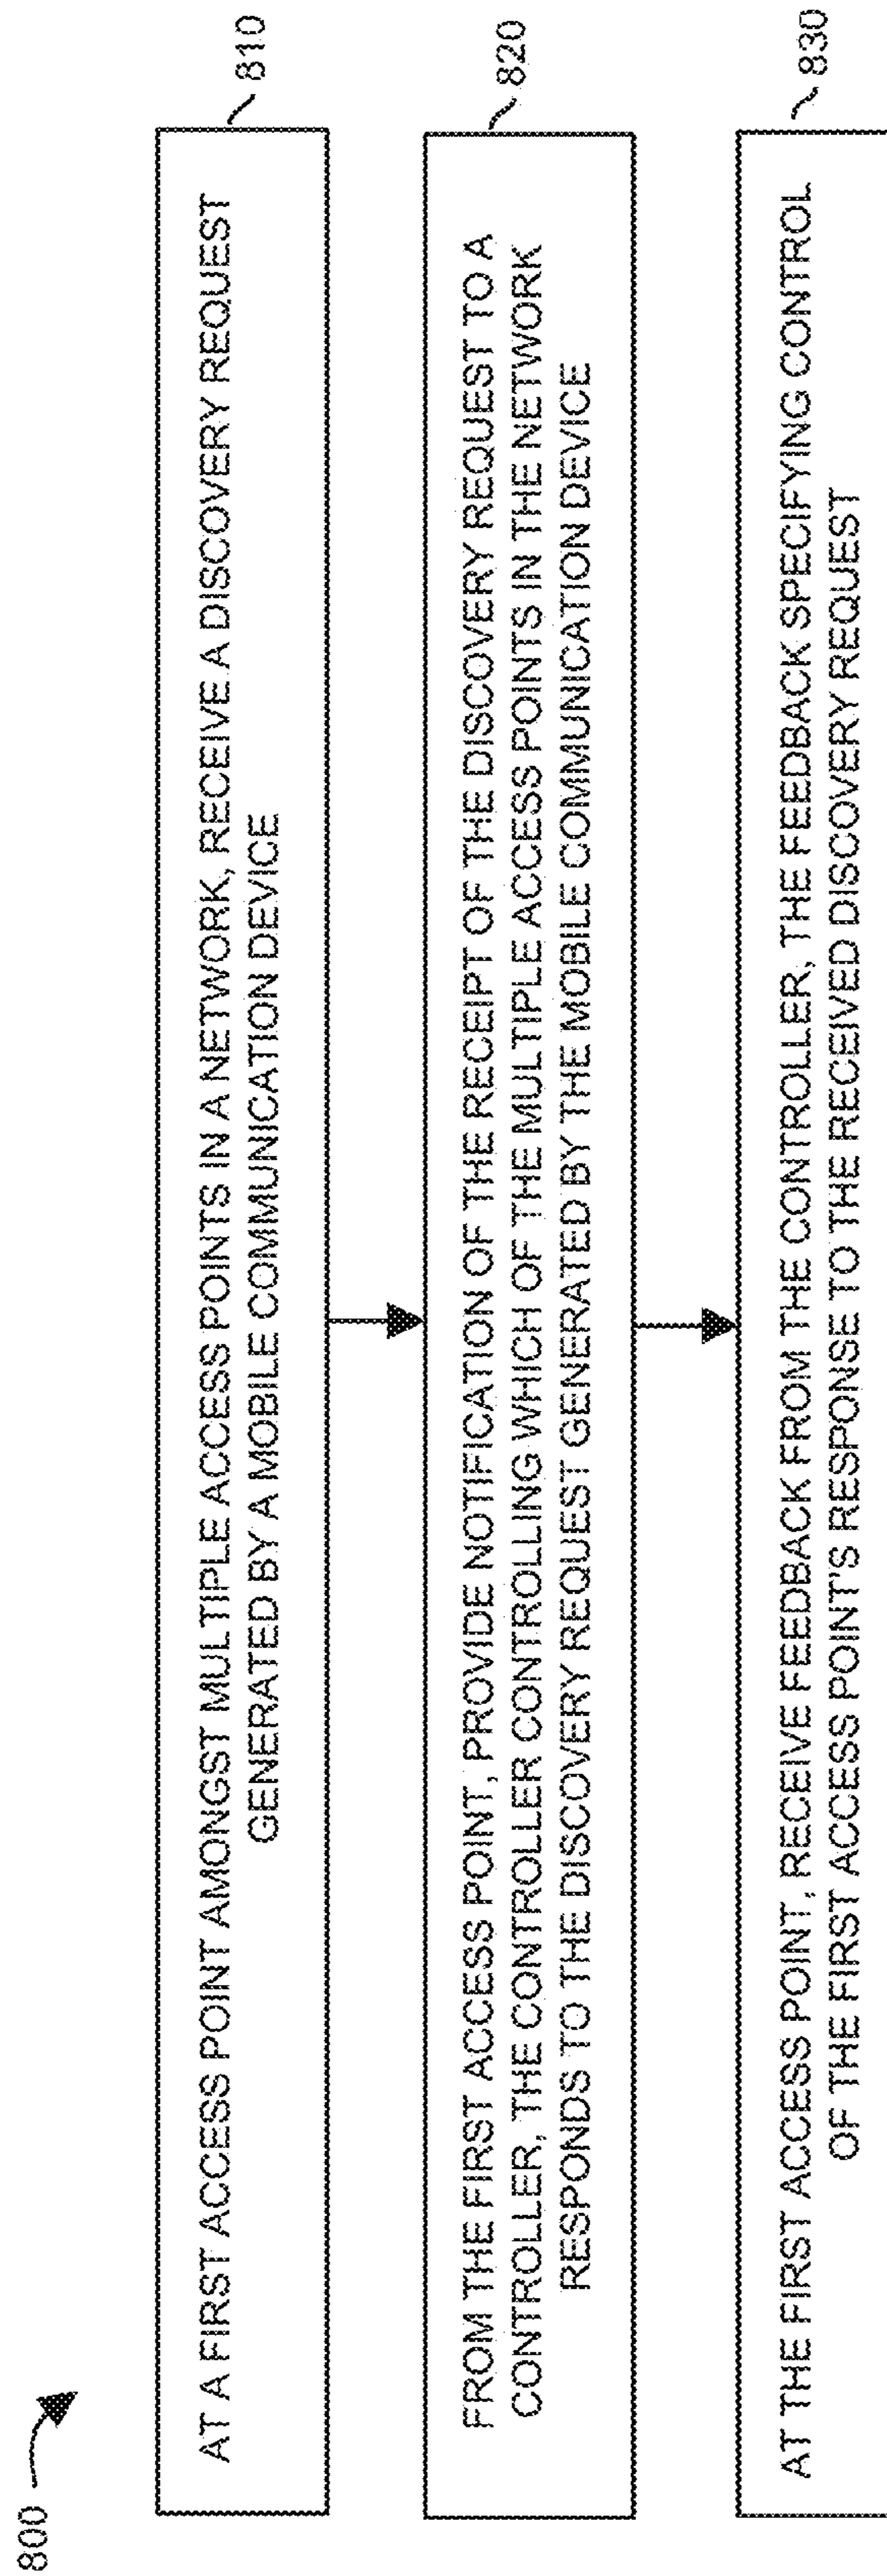 800
AT A FIRST ACCESS POINT AMONGST MULTIPLE ACCESS POINTS IN A NETWORK, RECEIVE A DISCOVERY REQUEST
GENERATED BY A MOBILE COMMUNICATION DEVICE
810
FROM THE FIRST ACCESS POINT, PROVIDE NOTIFICATION OF THE RECEIPT OF THE DISCOVERY REQUEST TO A
CONTROLLER, THE CONTROLLER CONTROLLING WHICH OF THE MULTIPLE ACCESS POINTS IN THE NETWORK
RESPONDS TO THE DISCOVERY REQUEST GENERATED BY THE MOBILE COMMUNICATION DEVICE
820
AT THE FIRST ACCESS POINT, RECEIVE FEEDBACK FROM THE CONTROLLER, THE FEEDBACK SPECIFYING CONTROL
OF THE FIRST ACCESS POINT'S RESPONSE TO THE RECEIVED DISCOVERY REQUEST
830